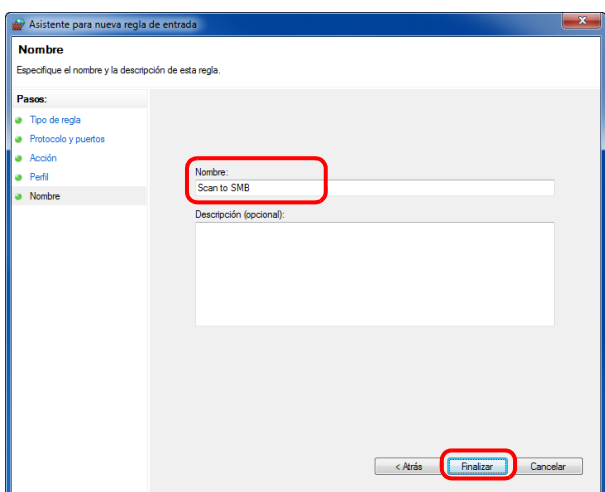 Asistente para nueva regla de entrada
Nombre
Especifique el nombre y la descripción de esta regla.
Pasos:
Tipo de regla
Protocolo y puertos
Acción
Perfil
Nombre
Nombre:
Scan to SMB
Descripción (opcional):
< Atrás
Finalizar
Cancelar